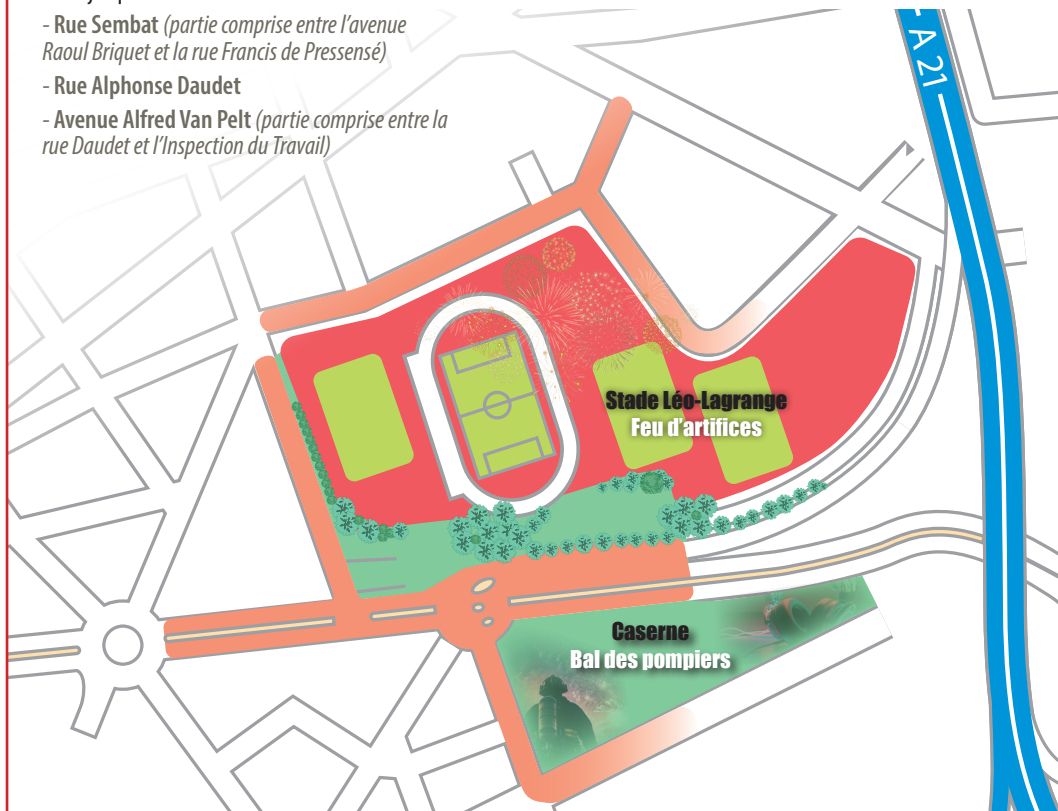 - Rue Sembat (partie comprise entre l'avenue
Raoul Briquet et la rue Francis de Pressensé)
- Rue Alphonse Daudet
- Avenue Alfred Van Pelt (partie comprise entre la
rue Daudet et l'Inspection du Travail)
A 21
Stade Léo-Lagrange
Feu d'artifices
Caserne
Bal des pompiers